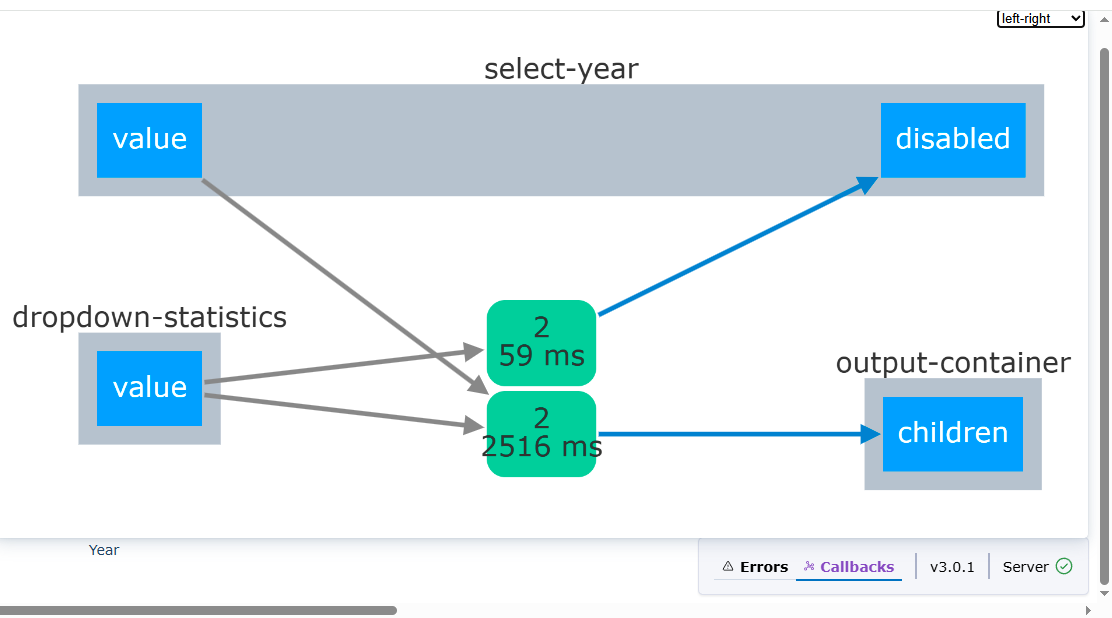 left-right
select-year
value
disabled
dropdown-statistics
value
2
59 ms
2
2516 ms
output-container
children
Year
Errors
Callbacks
v3.0.1
Server